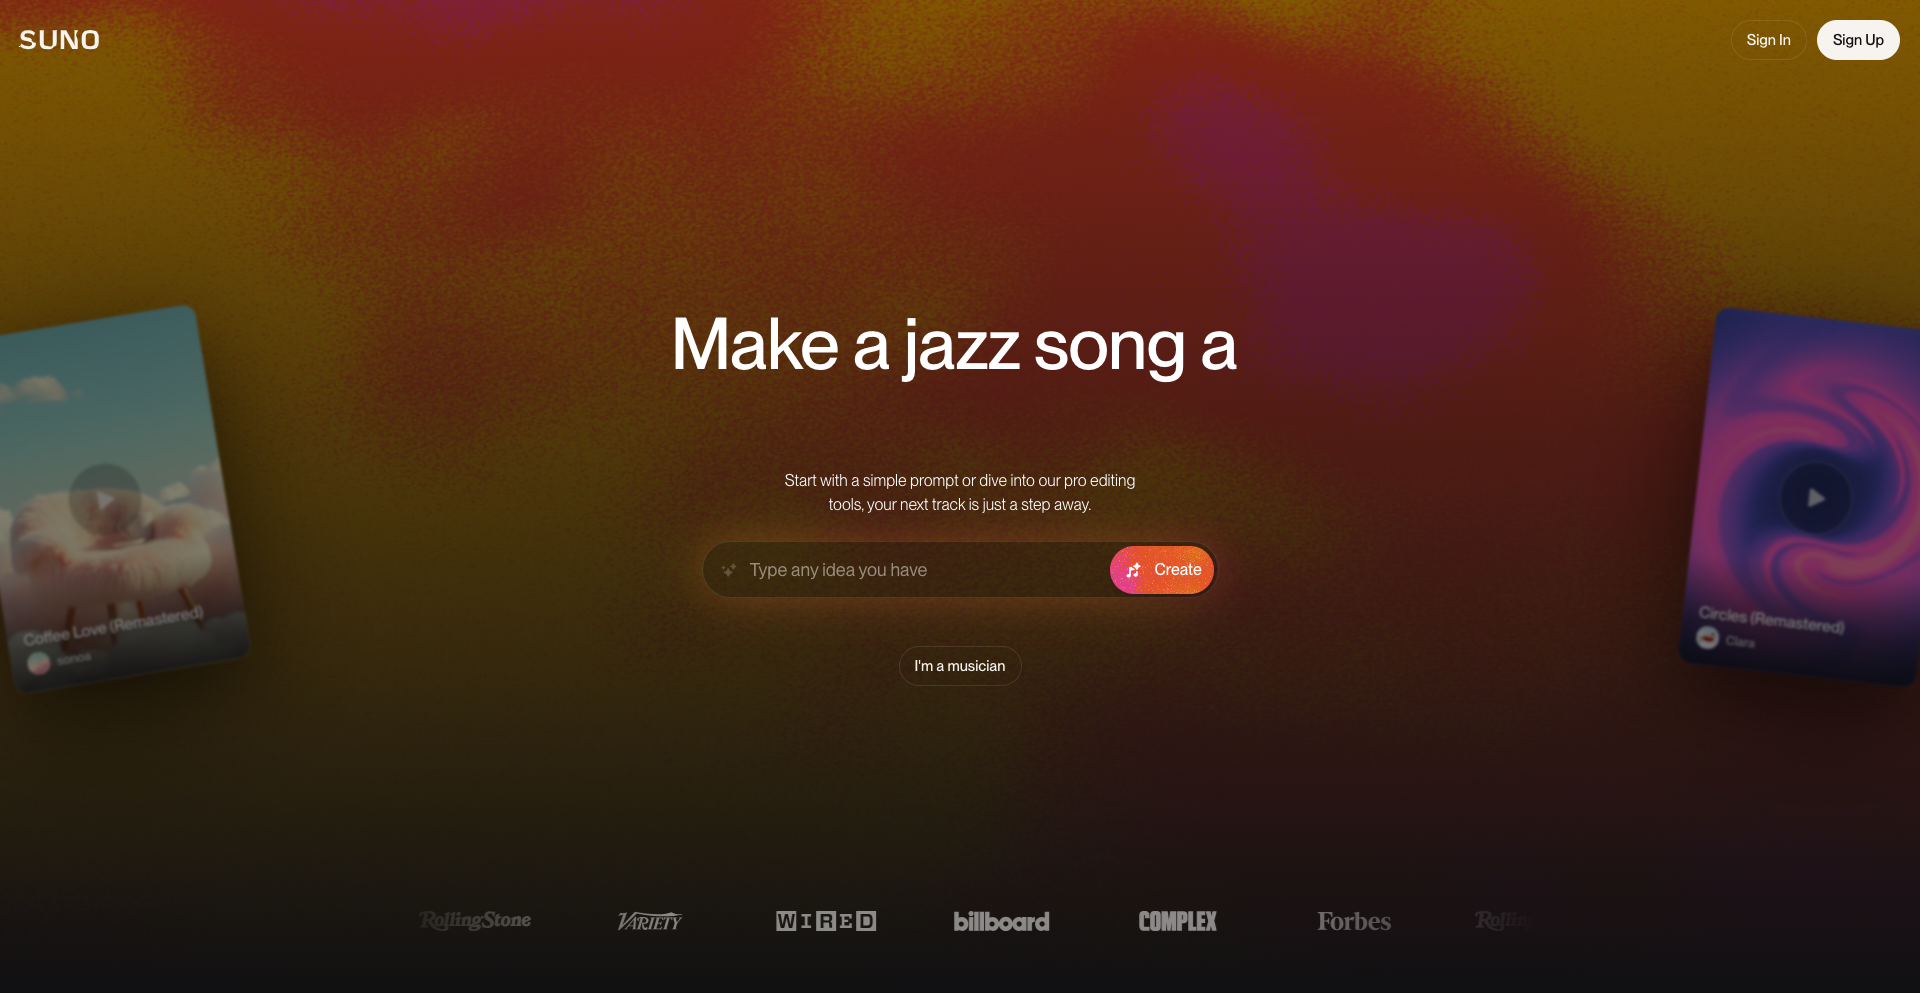 SUNO
Sign In
Sign Up
Make a jazz song a
Start with a simple prompt or dive into our pro editing
tools, your next track is just a step away.
Type any idea you have
Create
I'm a musician
Coffee Love (Remastered)
sonoa
Circles (Remastered)
Clara
RollingStone
VARIETY
WIRED
billboard
COMPLEX
Forbes
Rolling